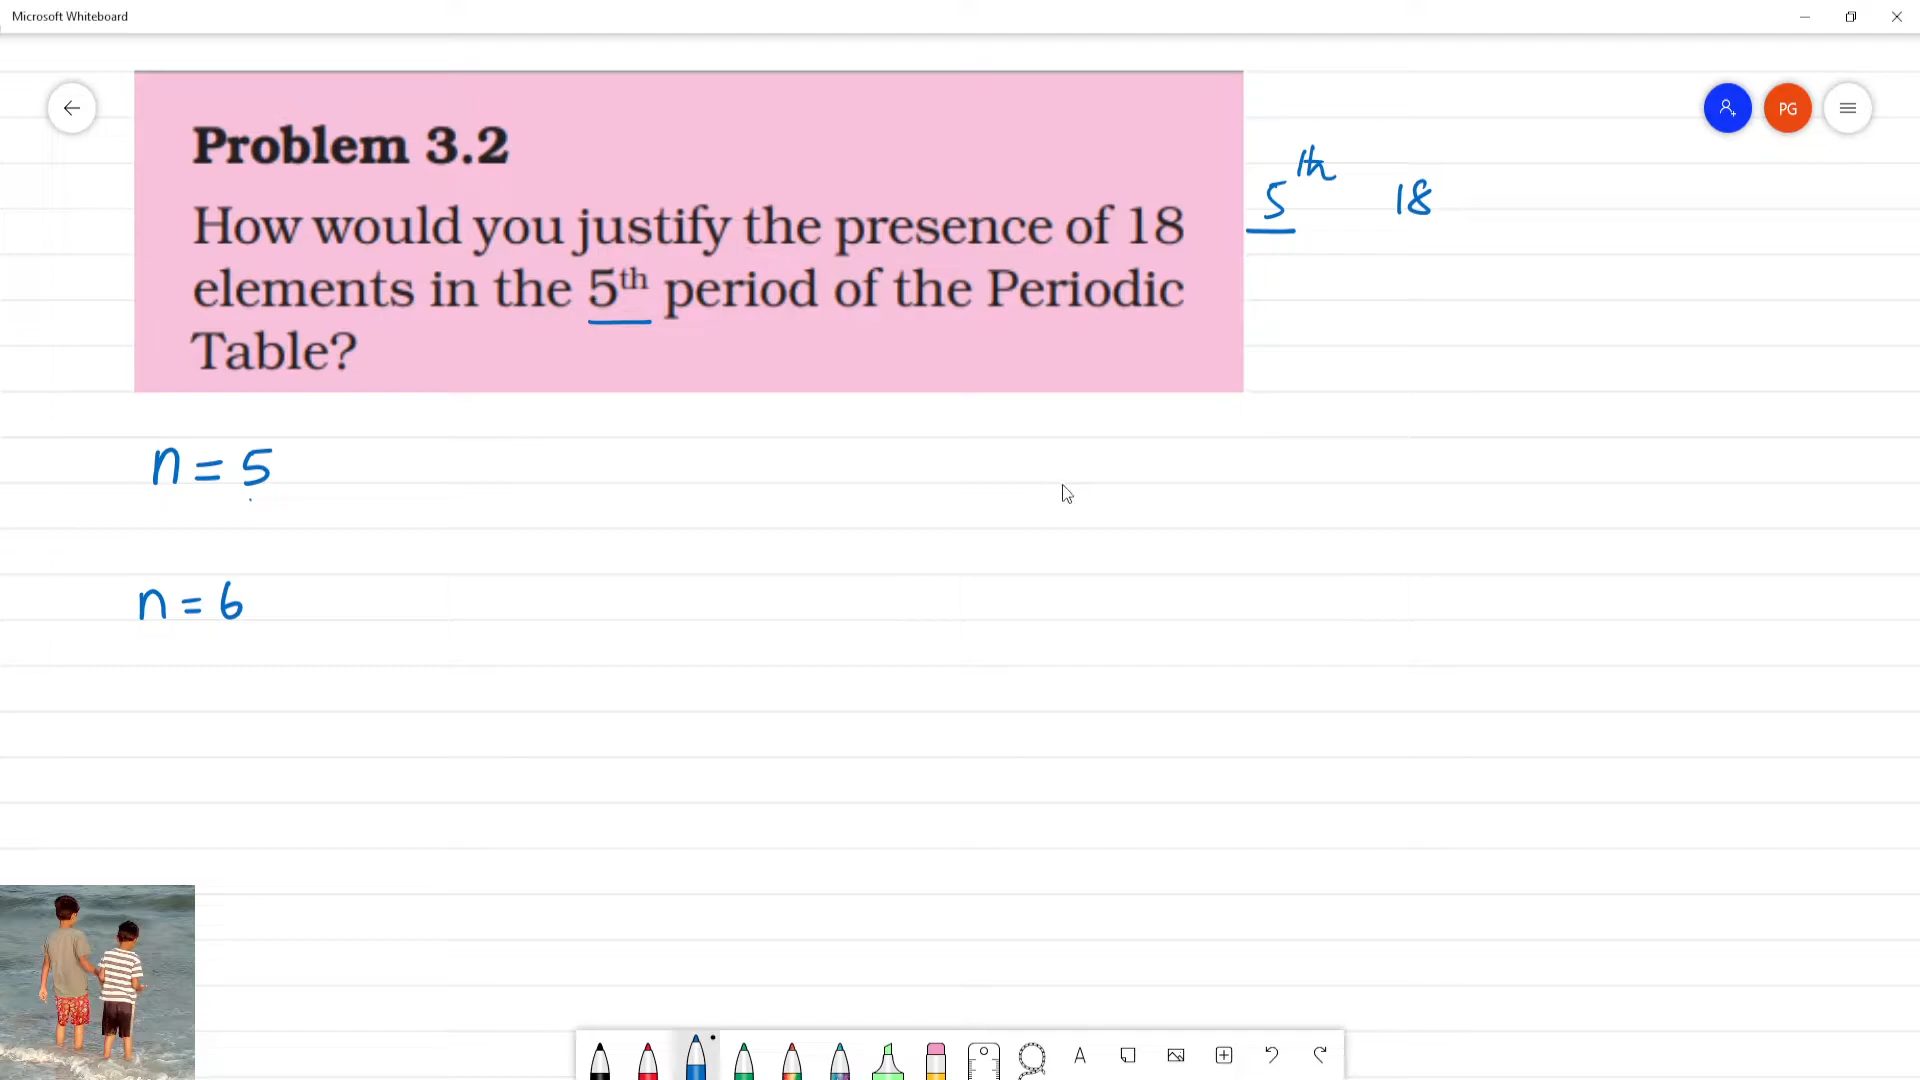 Microsoft Whiteboard
PG
Problem 3.2
How would you justify the presence of 18
elements in the 5th period of the Periodic
Table?
5th 18
n = 5
n = 6
A